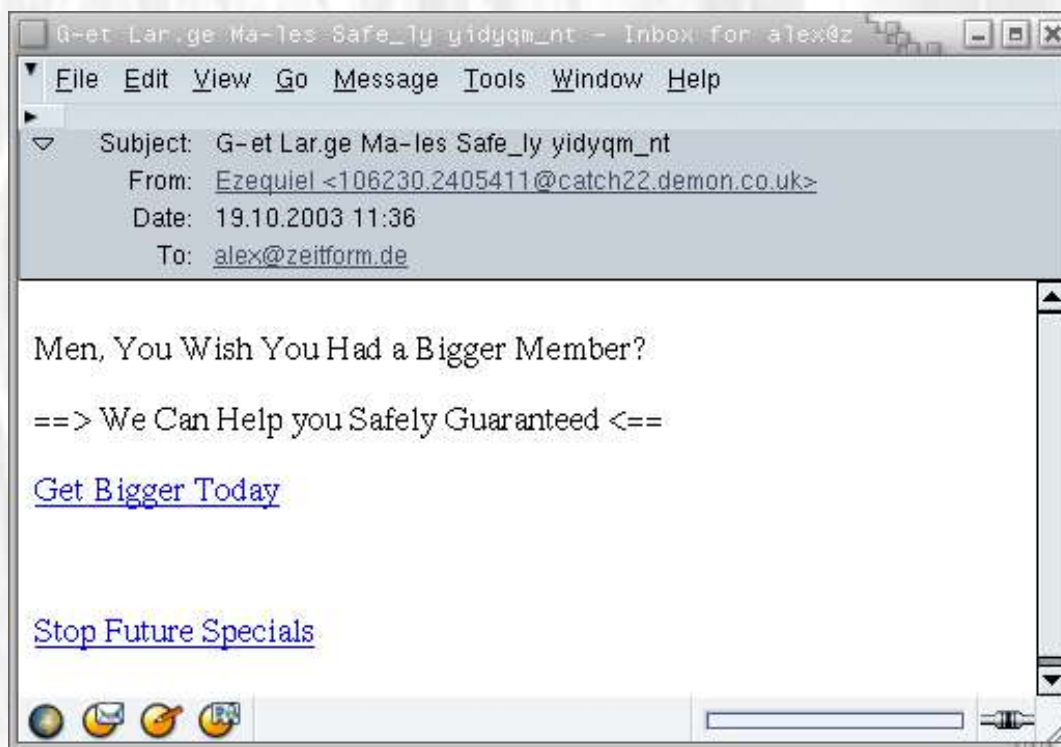 G-et Lar.ge Ma-les Safe_ly yidyqm_nt - Inbox for alex@z
File Edit View Go Message Tools Window Help
Subject: G-et Lar.ge Ma-les Safe_ly yidyqm_nt
From: Ezequiel <106230.2405411@catch22.demon.co.uk>
Date: 19.10.2003 11:36
To: alex@zeitform.de
Men, You Wish You Had a Bigger Member?
==> We Can Help you Safely Guaranteed <==
Get Bigger Today
Stop Future Specials